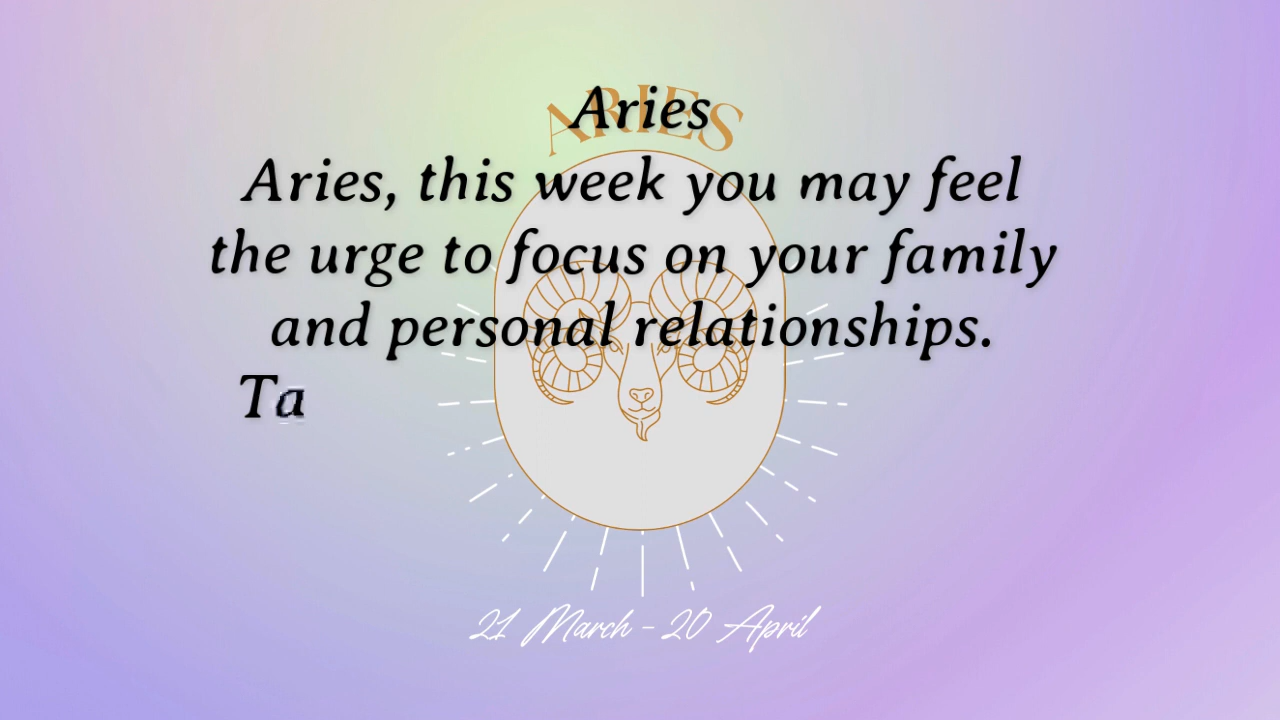 ARIES
Aries
Aries, this week you may feel
the urge to focus on your family
and personal relationships.
Ta
21 March - 20 April